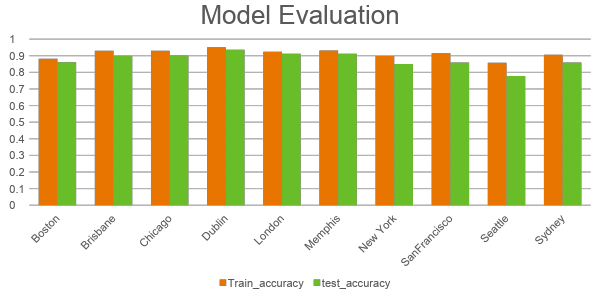 Model Evaluation
1
0.9
0.8
0.7
0.6
0.5
0.4
0.3
0.2
0.1
0
Boston
Brisbane
Chicago
Dublin
London
Memphis
New York
SanFrancisco
Seattle
Sydney
Train_accuracy test_accuracy